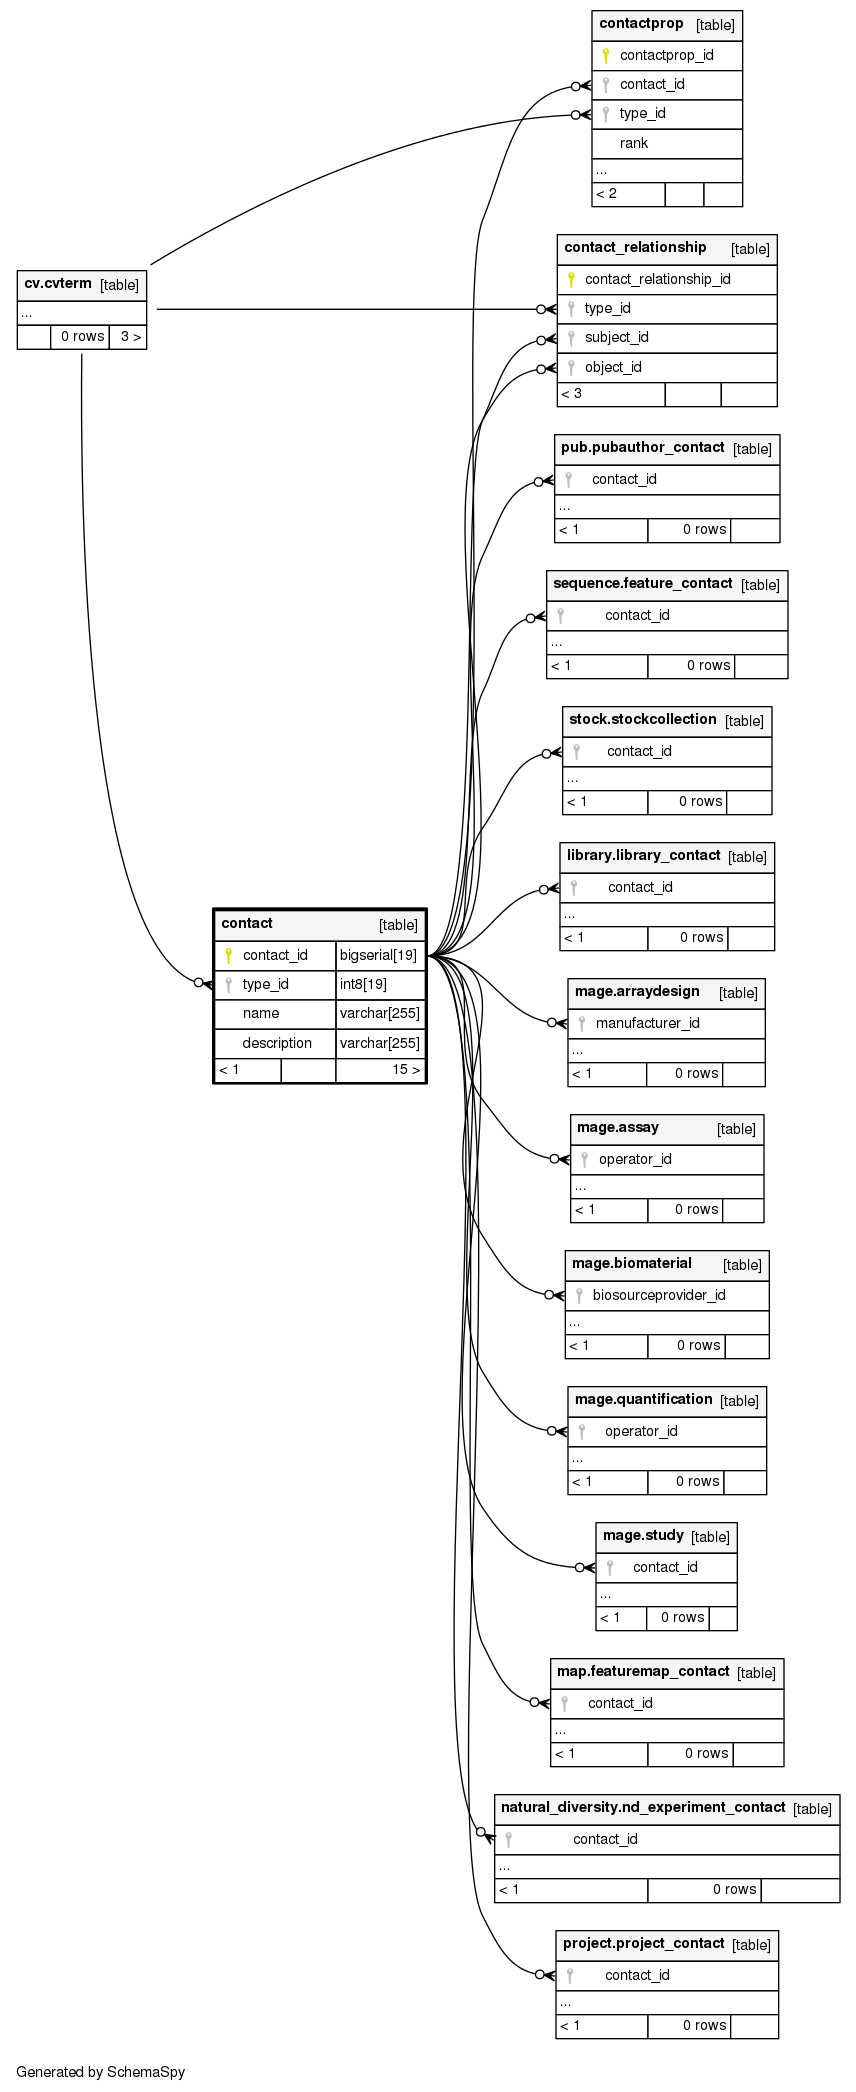 contactprop [table]
contactprop_id
contact_id
type_id
rank
...
< 2
contact_relationship [table]
contact_relationship_id
type_id
subject_id
object_id
< 3
cv.cvterm [table]
...
0 rows 3 >
pub.pubauthor_contact [table]
contact_id
...
< 1 0 rows
sequence.feature_contact [table]
contact_id
...
< 1 0 rows
stock.stockcollection [table]
contact_id
...
< 1 0 rows
library.library_contact [table]
contact_id
...
< 1 0 rows
contact [table]
contact_id bigserial[19]
type_id int8[19]
name varchar[255]
description varchar[255]
< 1 15 >
mage.arraydesign [table]
manufacturer_id
...
< 1 0 rows
mage.assay [table]
operator_id
...
< 1 0 rows
mage.biomaterial [table]
biosourceprovider_id
...
< 1 0 rows
mage.quantification [table]
operator_id
...
< 1 0 rows
mage.study [table]
contact_id
...
< 1 0 rows
map.featuremap_contact [table]
contact_id
...
< 1 0 rows
natural_diversity.nd_experiment_contact [table]
contact_id
...
< 1 0 rows
project.project_contact [table]
contact_id
...
< 1 0 rows
Generated by SchemaSpy